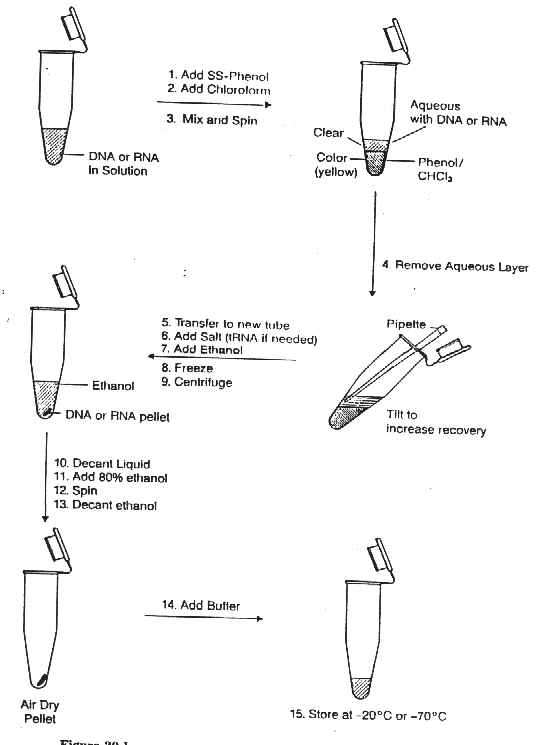 1. Add SS-Phenol
2. Add Chloroform
3. Mix and Spin
DNA or RNA
In Solution
Aqueous
with DNA or RNA
Clear
Color
(yellow)
Phenol/
CHCl₃
4. Remove Aqueous Layer
5. Transfer to new tube
6. Add Salt (tRNA if needed)
7. Add Ethanol
8. Freeze
9. Centrifuge
Pipette
Tilt to
increase recovery
Ethanol
DNA or RNA pellet
10. Decant Liquid
11. Add 80% ethanol
12. Spin
13. Decant ethanol
14. Add Buffer
Air Dry
Pellet
15. Store at -20°C or -70°C